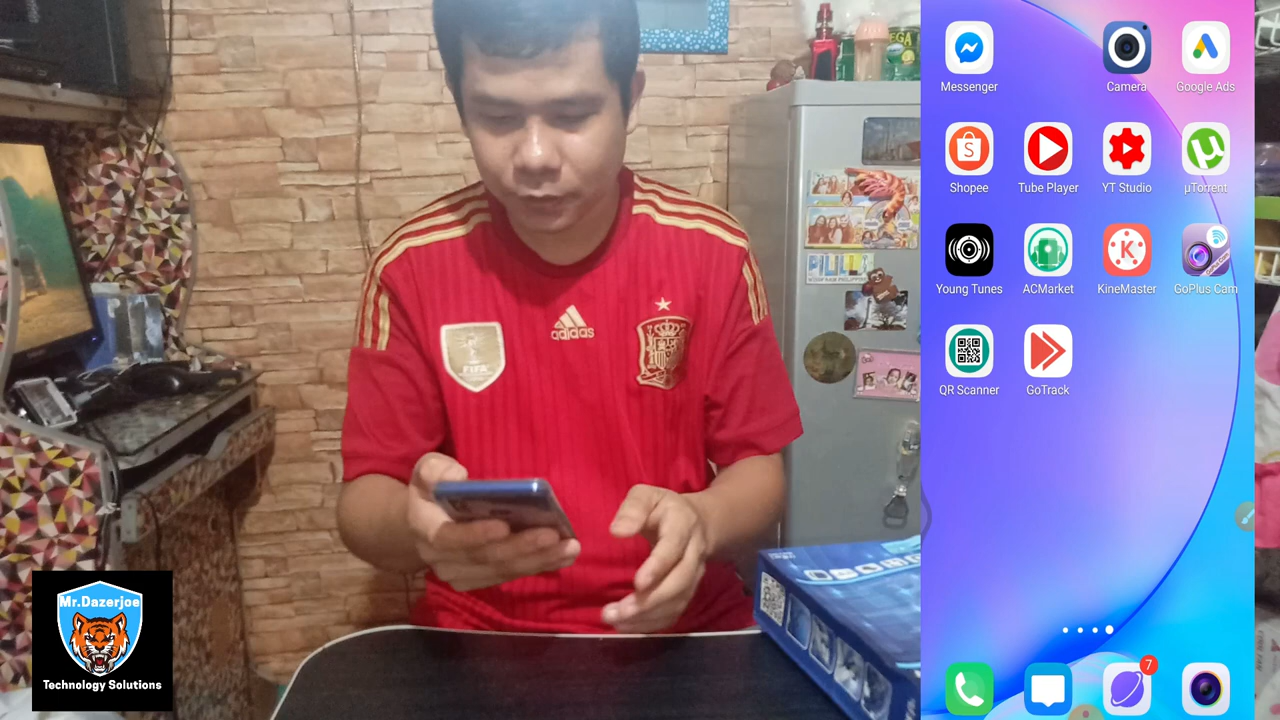 adidas
FIFA
Mr.Dazerjoe
Technology Solutions
Messenger
Camera
Google Ads
Shopee
Tube Player
YT Studio
µTorrent
Young Tunes
ACMarket
KineMaster
GoPlus Cam
QR Scanner
GoTrack
7